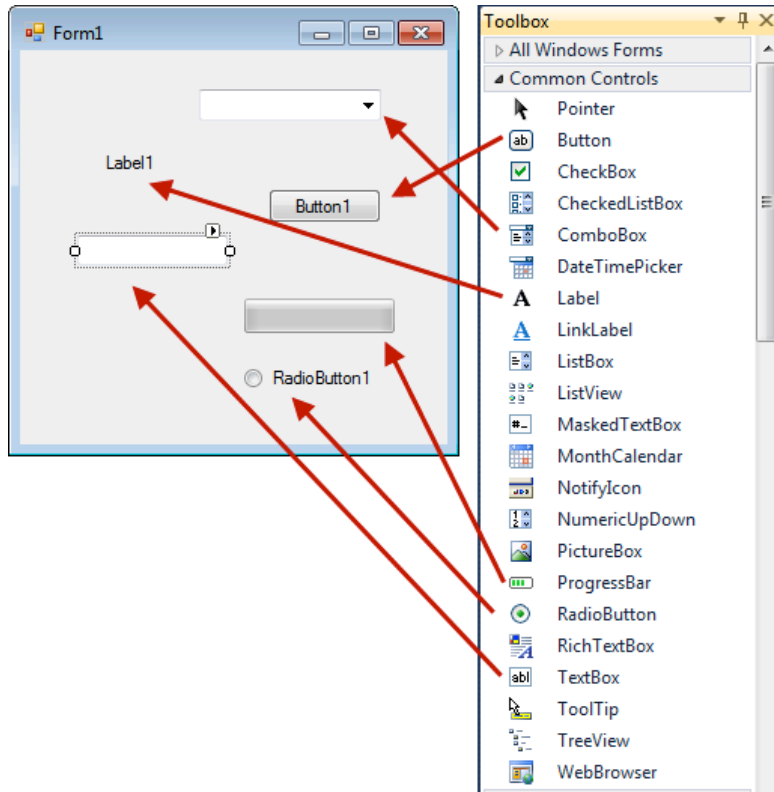 Form1
Label1
Button1
RadioButton1
Toolbox
All Windows Forms
Common Controls
Pointer
Button
CheckBox
CheckedListBox
ComboBox
DateTimePicker
Label
LinkLabel
ListBox
ListView
MaskedTextBox
MonthCalendar
NotifyIcon
NumericUpDown
PictureBox
ProgressBar
RadioButton
RichTextBox
TextBox
ToolTip
TreeView
WebBrowser